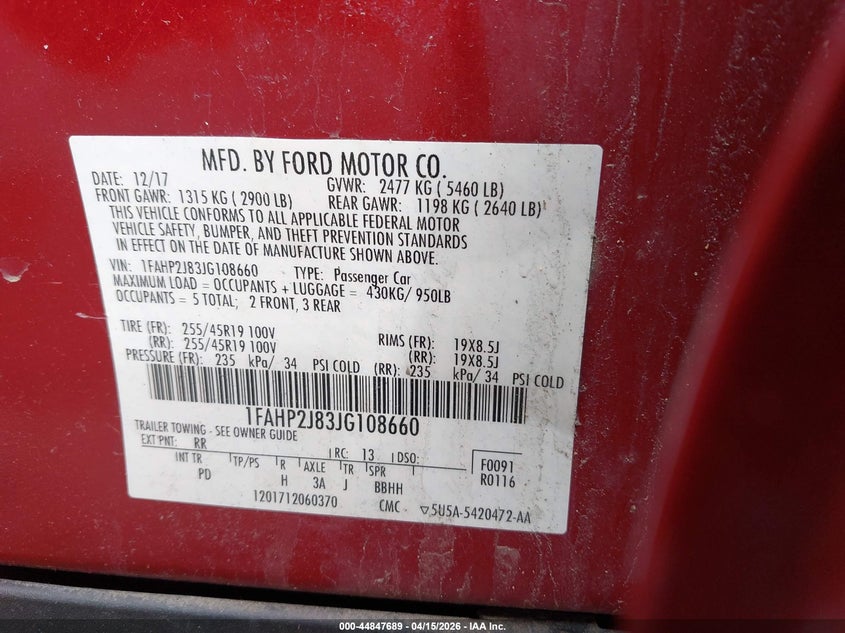 MFD. BY FORD MOTOR CO.
DATE: 12/17 GVWR: 2477 KG ( 5460 LB)
FRONT GAWR: 1315 KG ( 2900 LB) REAR GAWR: 1198 KG ( 2640 LB)
THIS VEHICLE CONFORMS TO ALL APPLICABLE FEDERAL MOTOR
VEHICLE SAFETY, BUMPER, AND THEFT PREVENTION STANDARDS
IN EFFECT ON THE DATE OF MANUFACTURE SHOWN ABOVE.
VIN: 1FAHP2J83JG108660 TYPE: Passenger Car
MAXIMUM LOAD = OCCUPANTS + LUGGAGE = 430KG/ 950LB
OCCUPANTS = 5 TOTAL; 2 FRONT, 3 REAR
TIRE (FR): 255/45R19 100V RIMS (FR): 19X8.5J
(RR): 255/45R19 100V (RR): 19X8.5J
PRESSURE (FR): 235 kPa/ 34 PSI COLD (RR): 235 kPa/ 34 PSI COLD
1FAHP2J83JG108660
TRAILER TOWING - SEE OWNER GUIDE
EXT PNT: RR RC: 13 DSO: F0091
INT TR TP/PS R AXLE TR SPR R0116
PD H 3A J BBHH
1201712060370 CMC ▽5U5A-5420472-AA
000-44847689 - 04/15/2026 - IAA Inc.